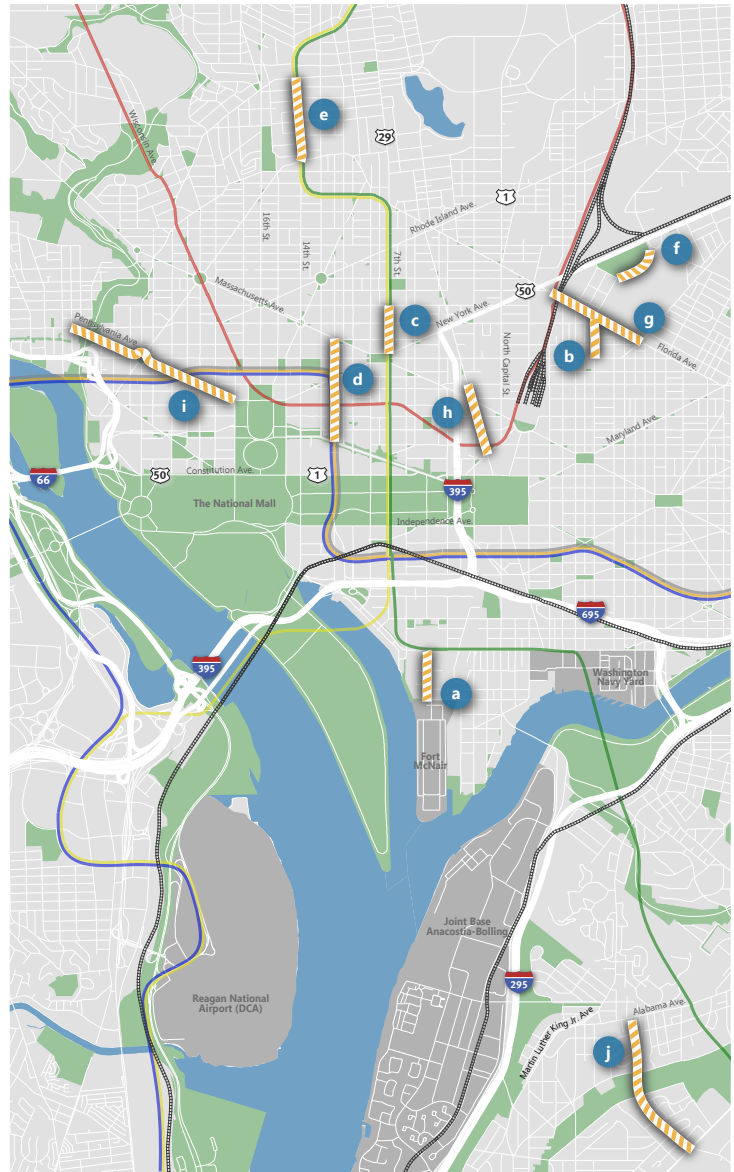 e
29
Wisconsin Ave.
1
Rhode Island Ave.
16th St.
14th St.
7th St.
f
Massachusetts Ave.
50
c
New York Ave.
g
Pennsylvania Ave.
North Capital St.
b
Florida Ave.
d
i
h
Maryland Ave.
Constitution Ave.
50
1
66
395
The National Mall
Independence Ave.
695
395
Washington
Navy Yard
a
Fort
McNair
Joint Base
Anacostia-Bolling
295
Reagan National
Airport (DCA)
Alabama Ave.
Martin Luther King Jr. Ave
j